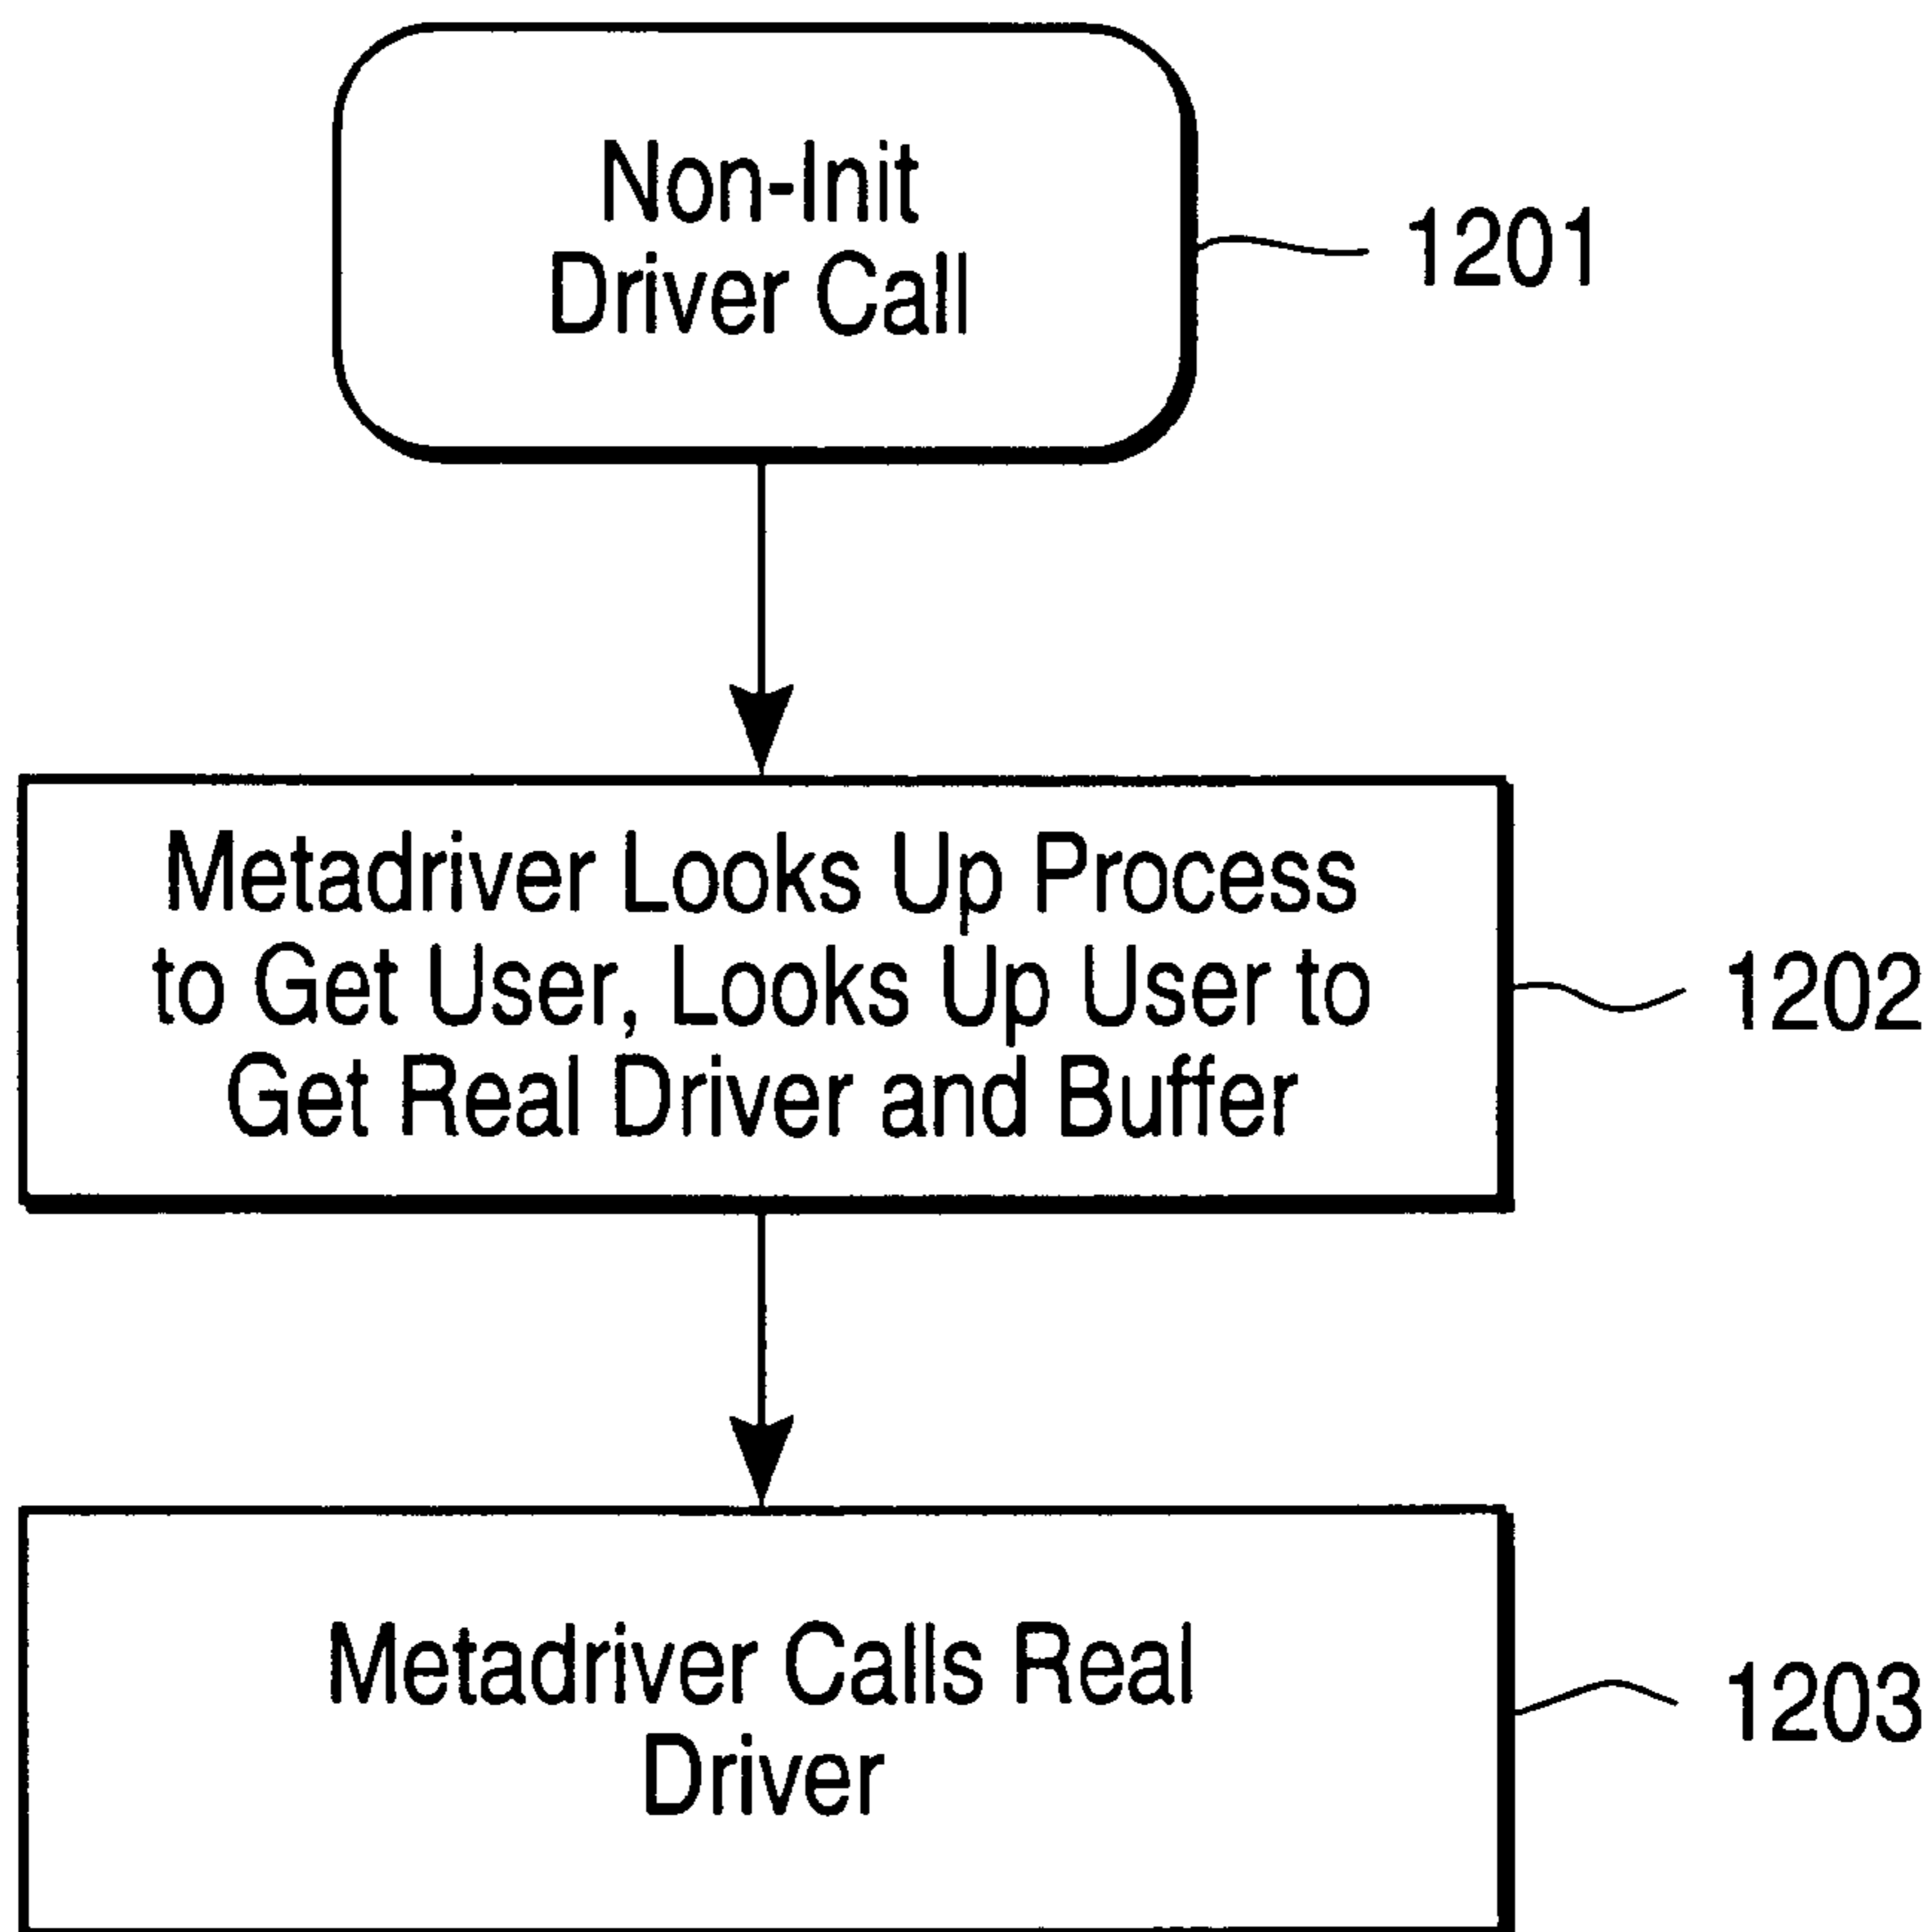 Non-Init
Driver Call
1201
Metadriver Looks Up Process
to Get User, Looks Up User to
Get Real Driver and Buffer
1202
Metadriver Calls Real
Driver
1203